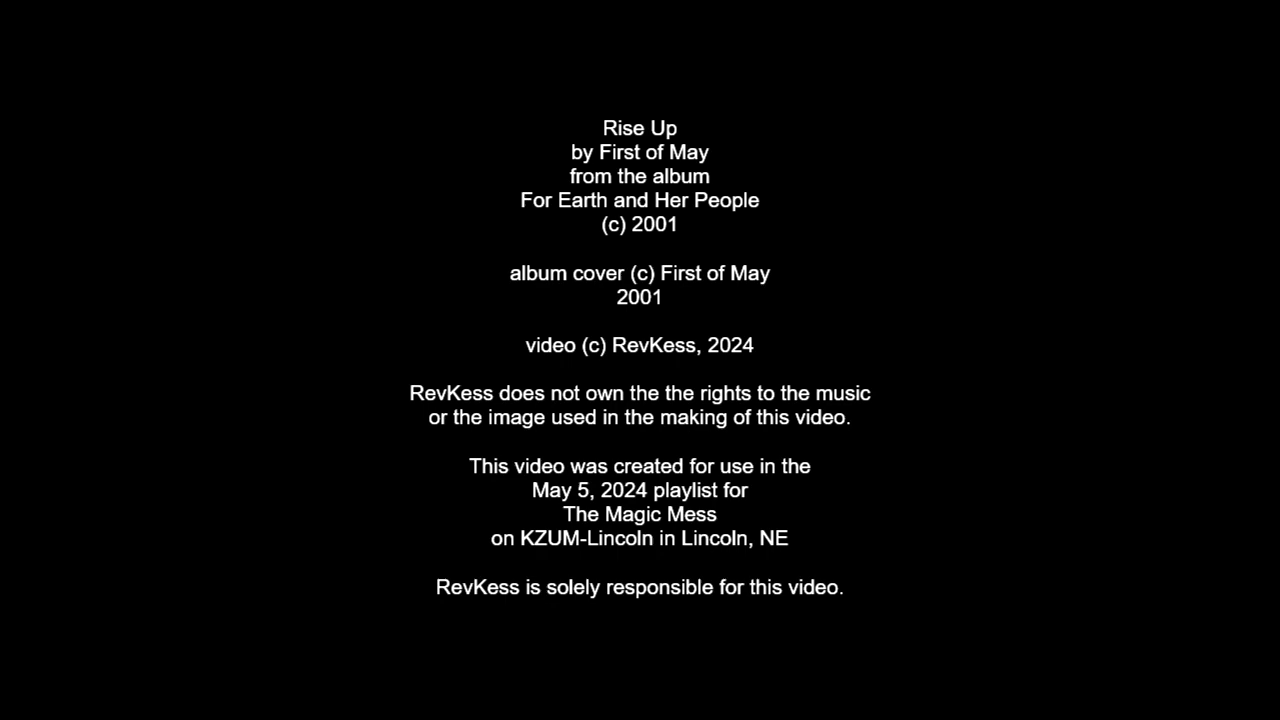 Rise Up
by First of May
from the album
For Earth and Her People
(c) 2001
album cover (c) First of May
2001
video (c) RevKess, 2024
RevKess does not own the the rights to the music
or the image used in the making of this video.
This video was created for use in the
May 5, 2024 playlist for
The Magic Mess
on KZUM-Lincoln in Lincoln, NE
RevKess is solely responsible for this video.